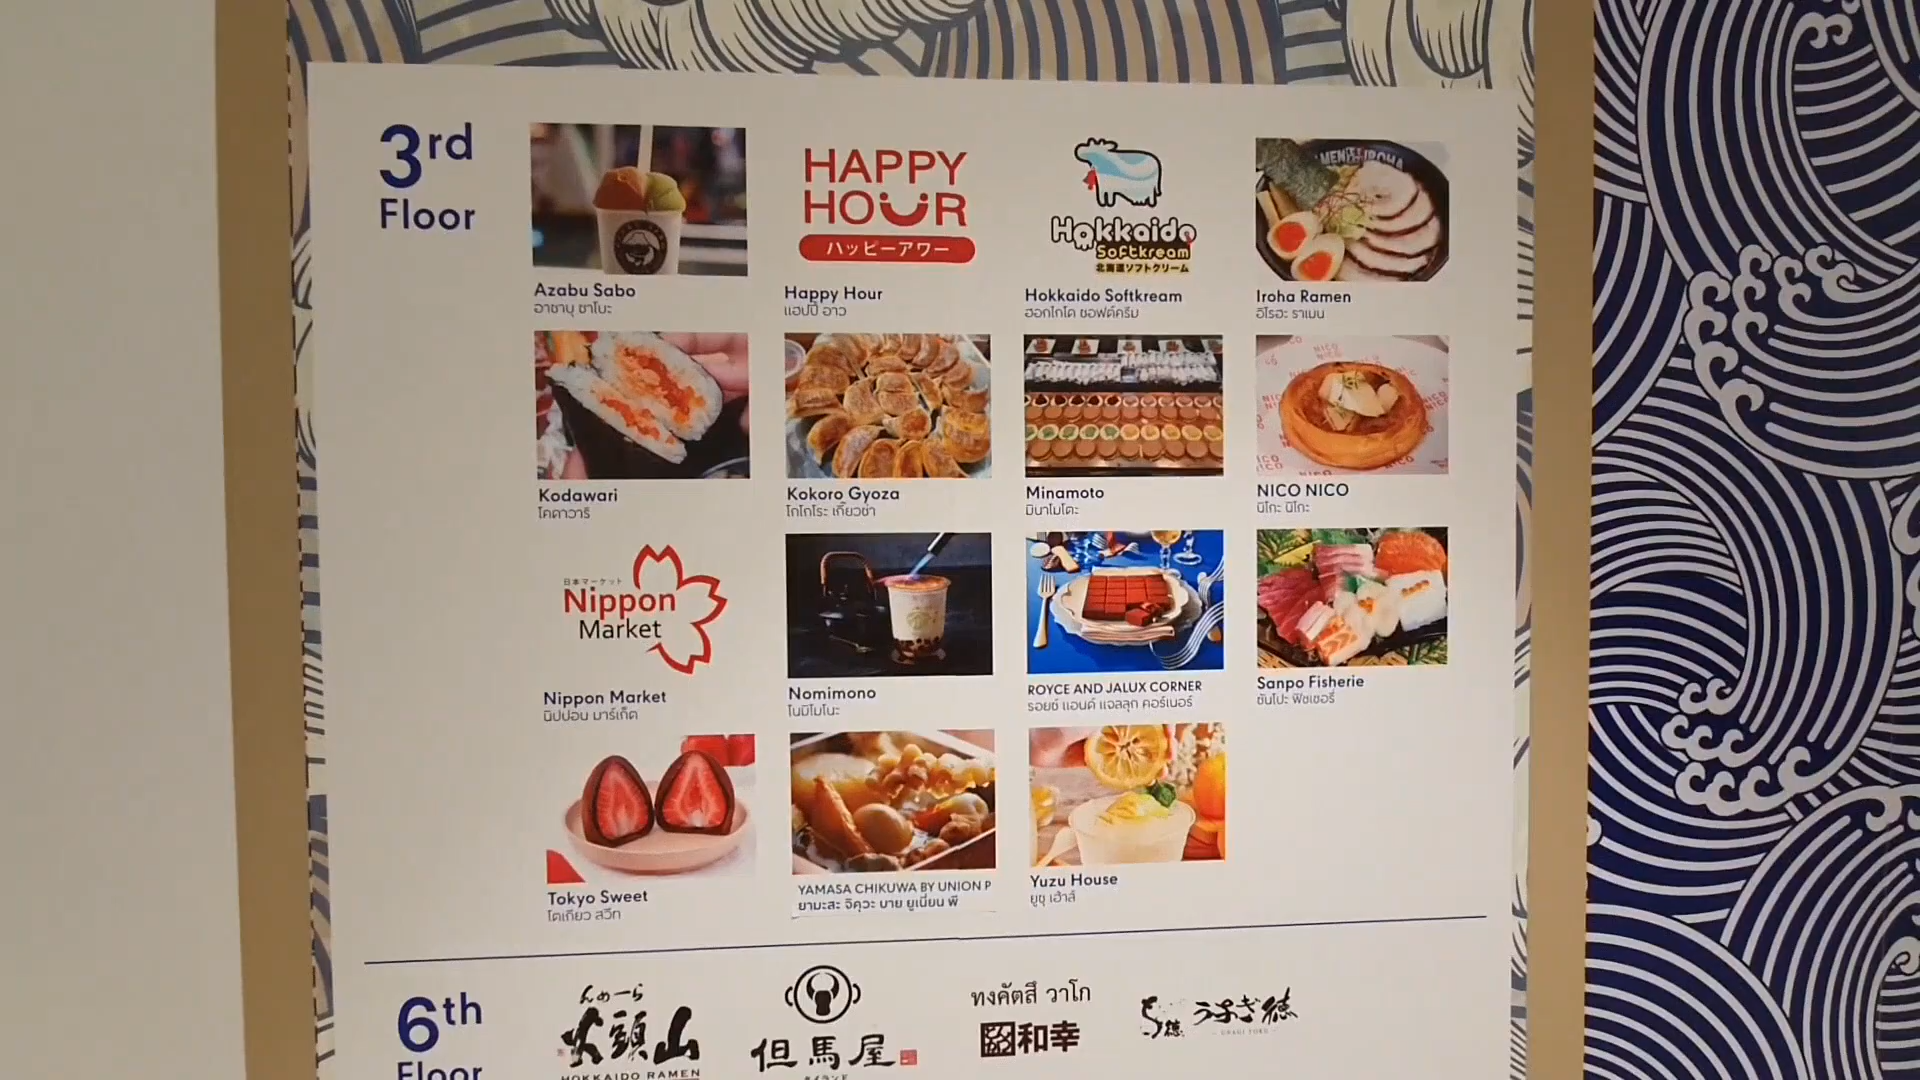 3rd
Floor
Azabu Sabo
อาซาบุ ซาโบะ
HAPPY
HOUR
ハッピーアワー
Happy Hour
แฮปปี้ อาว
Hokkaido
Softkream
北海道ソフトクリーム
Hokkaido Softkream
ฮอกไกโด ซอฟต์ครีม
Iroha Ramen
อิโรฮะ ราเมน
Kodawari
โคดาวาริ
Kokoro Gyoza
โกโกโระ เกี๊ยวซ่า
Minamoto
มินาโมโตะ
NICO NICO
นิโกะ นิโกะ
日本マーケット
Nippon
Market
Nippon Market
นิปปอน มาร์เก็ต
Nomimono
โนมิโมโนะ
ROYCE AND JALUX CORNER
รอยซ์ แอนด์ แจลลุก คอร์เนอร์
Sanpo Fisherie
ซันโปะ ฟิชเชอรี่
Tokyo Sweet
โตเกียว สวีท
YAMASA CHIKUWA BY UNION P
ยามะสะ จิคุวะ บาย ยูเนี่ยน พี
Yuzu House
ยูซุ เฮ้าส์
6th
Floor
らーめん
火頭山
HOKKAIDO RAMEN
但馬屋
タイランド
ทงคัตสึ วาโก
和幸
うなぎ徳
UNAGI TOKU